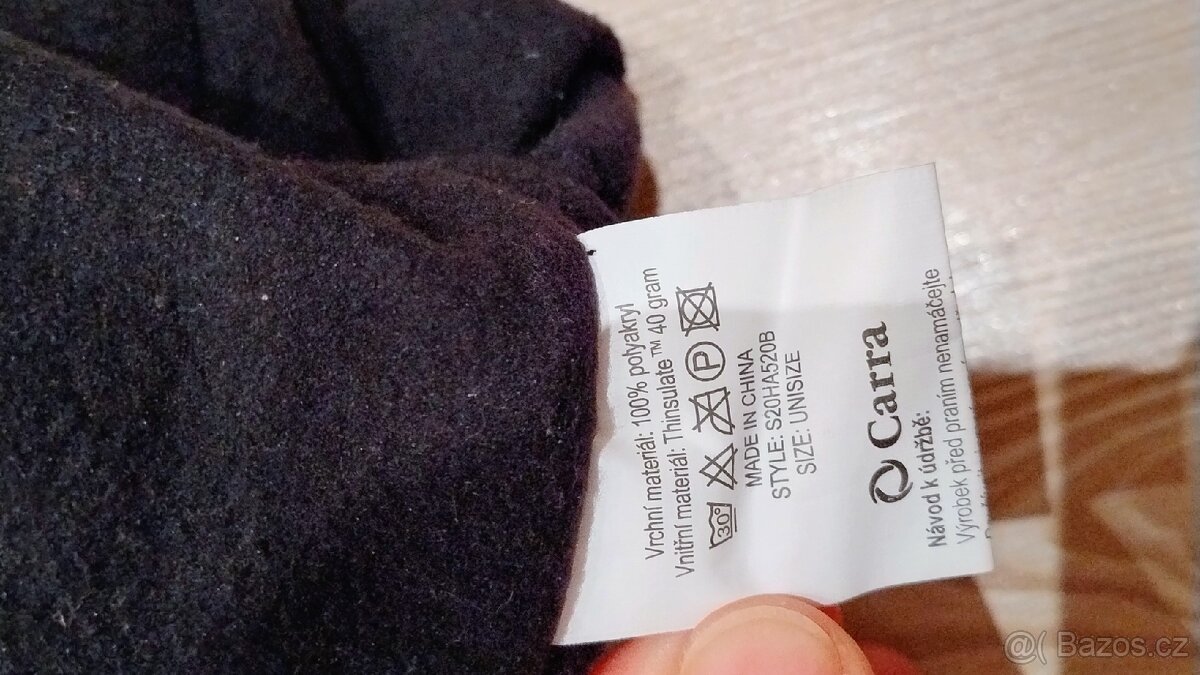 Vrchní materiál: 100% polyakryl
Vnitřní materiál: Thinsulate™ 40 gram
30°
P
MADE IN CHINA
STYLE: S20HA520B
SIZE: UNISIZE
Carra
Návod k údržbě:
Výrobek před praním nenamáčejte
@( Bazos.cz